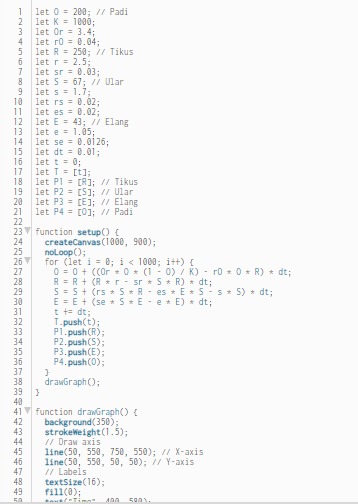 1 let O = 200; // Padi
2 let K = 1000;
3 let Or = 3.4;
4 let rO = 0.04;
5 let R = 250; // Tikus
6 let r = 2.5;
7 let sr = 0.03;
8 let S = 67; // Ular
9 let s = 1.7;
10 let rs = 0.02;
11 let es = 0.02;
12 let E = 43; // Elang
13 let e = 1.05;
14 let se = 0.0126;
15 let dt = 0.01;
16 let t = 0;
17 let T = [t];
18 let P1 = [R]; // Tikus
19 let P2 = [S]; // Ular
20 let P3 = [E]; // Elang
21 let P4 = [O]; // Padi
22
23 function setup() {
24 createCanvas(1000, 900);
25 noLoop();
26 for (let i = 0; i < 1000; i++) {
27 O = O + ((Or * O * (1 - O) / K) - rO * O * R) * dt;
28 R = R + (R * r - sr * S * R) * dt;
29 S = S + (rs * S * R - es * E * S - s * S) * dt;
30 E = E + (se * S * E - e * E) * dt;
31 t += dt;
32 T.push(t);
33 P1.push(R);
34 P2.push(S);
35 P3.push(E);
36 P4.push(O);
37 }
38 drawGraph();
39 }
40
41 function drawGraph() {
42 background(350);
43 strokeWeight(1.5);
44 // Draw axis
45 line(50, 550, 750, 550); // X-axis
46 line(50, 550, 50, 50); // Y-axis
47 // Labels
48 textSize(16);
49 fill(0);
50 text("Time", 400, 580);